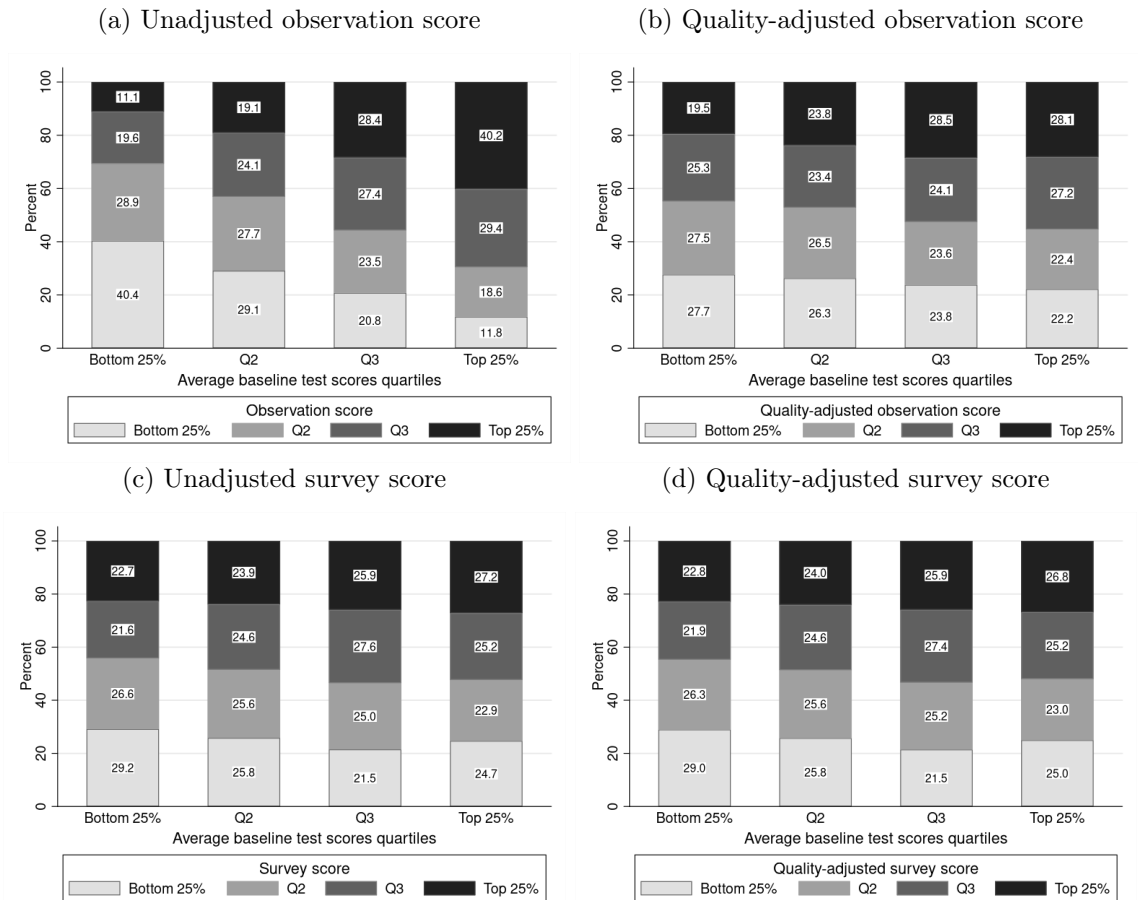 (a) Unadjusted observation score
Percent
100
80
60
40
20
0
11.1 19.1 28.4 40.2
19.6 24.1 27.4 29.4
28.9 27.7 23.5 18.6
40.4 29.1 20.8 11.8
Bottom 25% Q2 Q3 Top 25%
Average baseline test scores quartiles
Observation score
Bottom 25% Q2 Q3 Top 25%
(b) Quality-adjusted observation score
Percent
100
80
60
40
20
0
19.5 23.8 28.5 28.1
25.3 23.4 24.1 27.2
27.5 26.5 23.6 22.4
27.7 26.3 23.8 22.2
Bottom 25% Q2 Q3 Top 25%
Average baseline test scores quartiles
Quality-adjusted observation score
Bottom 25% Q2 Q3 Top 25%
(c) Unadjusted survey score
Percent
100
80
60
40
20
0
22.7 23.9 25.9 27.2
21.6 24.6 27.6 25.2
26.6 25.6 25.0 22.9
29.2 25.8 21.5 24.7
Bottom 25% Q2 Q3 Top 25%
Average baseline test scores quartiles
Survey score
Bottom 25% Q2 Q3 Top 25%
(d) Quality-adjusted survey score
Percent
100
80
60
40
20
0
22.8 24.0 25.9 26.8
21.9 24.6 27.4 25.2
26.3 25.6 25.2 23.0
29.0 25.8 21.5 25.0
Bottom 25% Q2 Q3 Top 25%
Average baseline test scores quartiles
Quality-adjusted survey score
Bottom 25% Q2 Q3 Top 25%